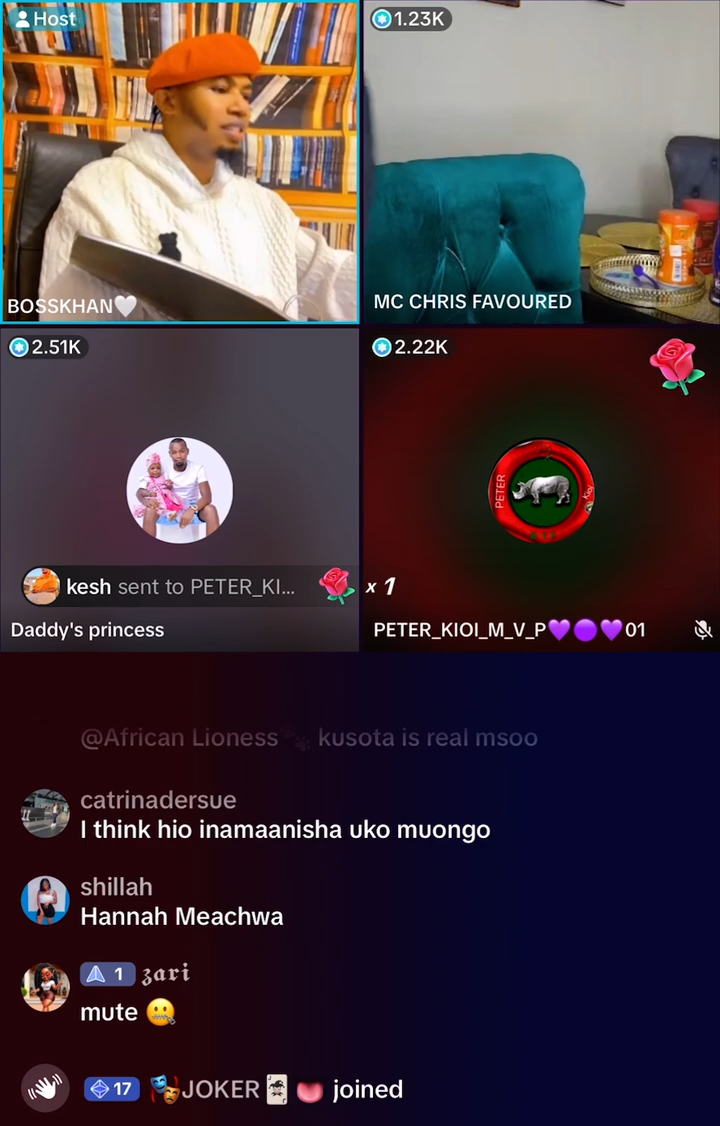 Host
1.23K
BOSSKHAN🤍
MC CHRIS FAVOURED
2.51K
2.22K
PETER
Kioi
kesh sent to PETER_KI...
x 1
Daddy's princess
PETER_KIOI_M_V_P💜🟣💜01
@African Lioness🐾 kusota is real msoo
catrinadersue
I think hio inamaanisha uko muongo
shillah
Hannah Meachwa
1 𝖟𝖆𝖗𝖎
mute 🤐
17 🎭JOKER🃏👅 joined